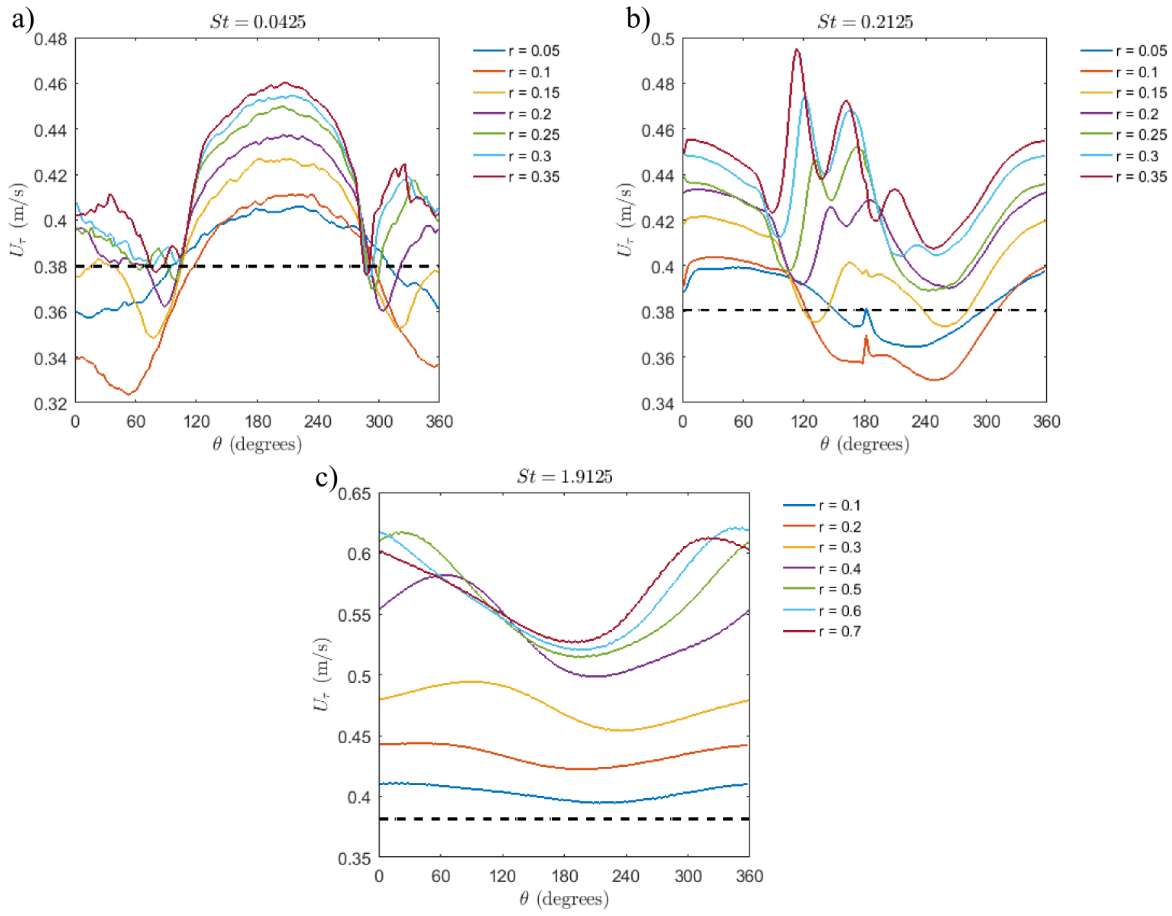 a)
St = 0.0425
0.48
0.46
0.44
0.42
0.4
0.38
0.36
0.34
0.32
U_τ (m/s)
0 60 120 180 240 300 360
θ (degrees)
r = 0.05
r = 0.1
r = 0.15
r = 0.2
r = 0.25
r = 0.3
r = 0.35
b)
St = 0.2125
0.5
0.48
0.46
0.44
0.42
0.4
0.38
0.36
0.34
U_τ (m/s)
0 60 120 180 240 300 360
θ (degrees)
r = 0.05
r = 0.1
r = 0.15
r = 0.2
r = 0.25
r = 0.3
r = 0.35
c)
St = 1.9125
0.65
0.6
0.55
0.5
0.45
0.4
0.35
U_τ (m/s)
0 60 120 180 240 300 360
θ (degrees)
r = 0.1
r = 0.2
r = 0.3
r = 0.4
r = 0.5
r = 0.6
r = 0.7